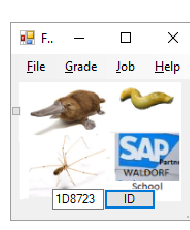 F..
File Grade Job Help
SAP Partner
WALDORF
School
1D8723 ID